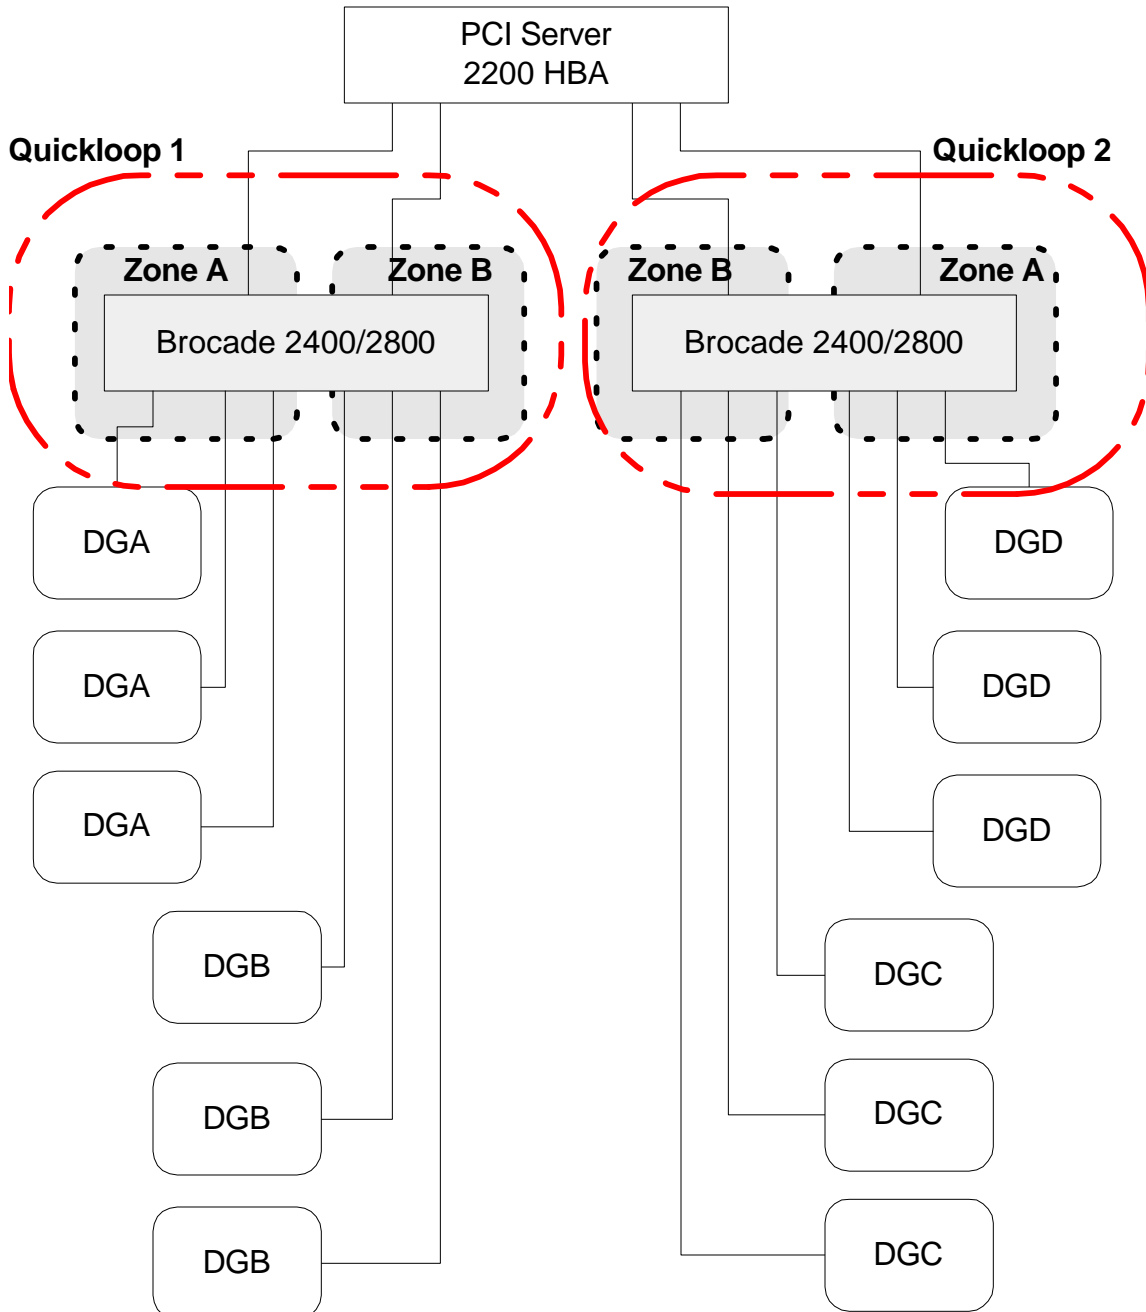 PCI Server
2200 HBA
Quickloop 1
Quickloop 2
Zone A
Zone B
Zone B
Zone A
Brocade 2400/2800
Brocade 2400/2800
DGA
DGD
DGA
DGD
DGA
DGD
DGB
DGC
DGB
DGC
DGB
DGC